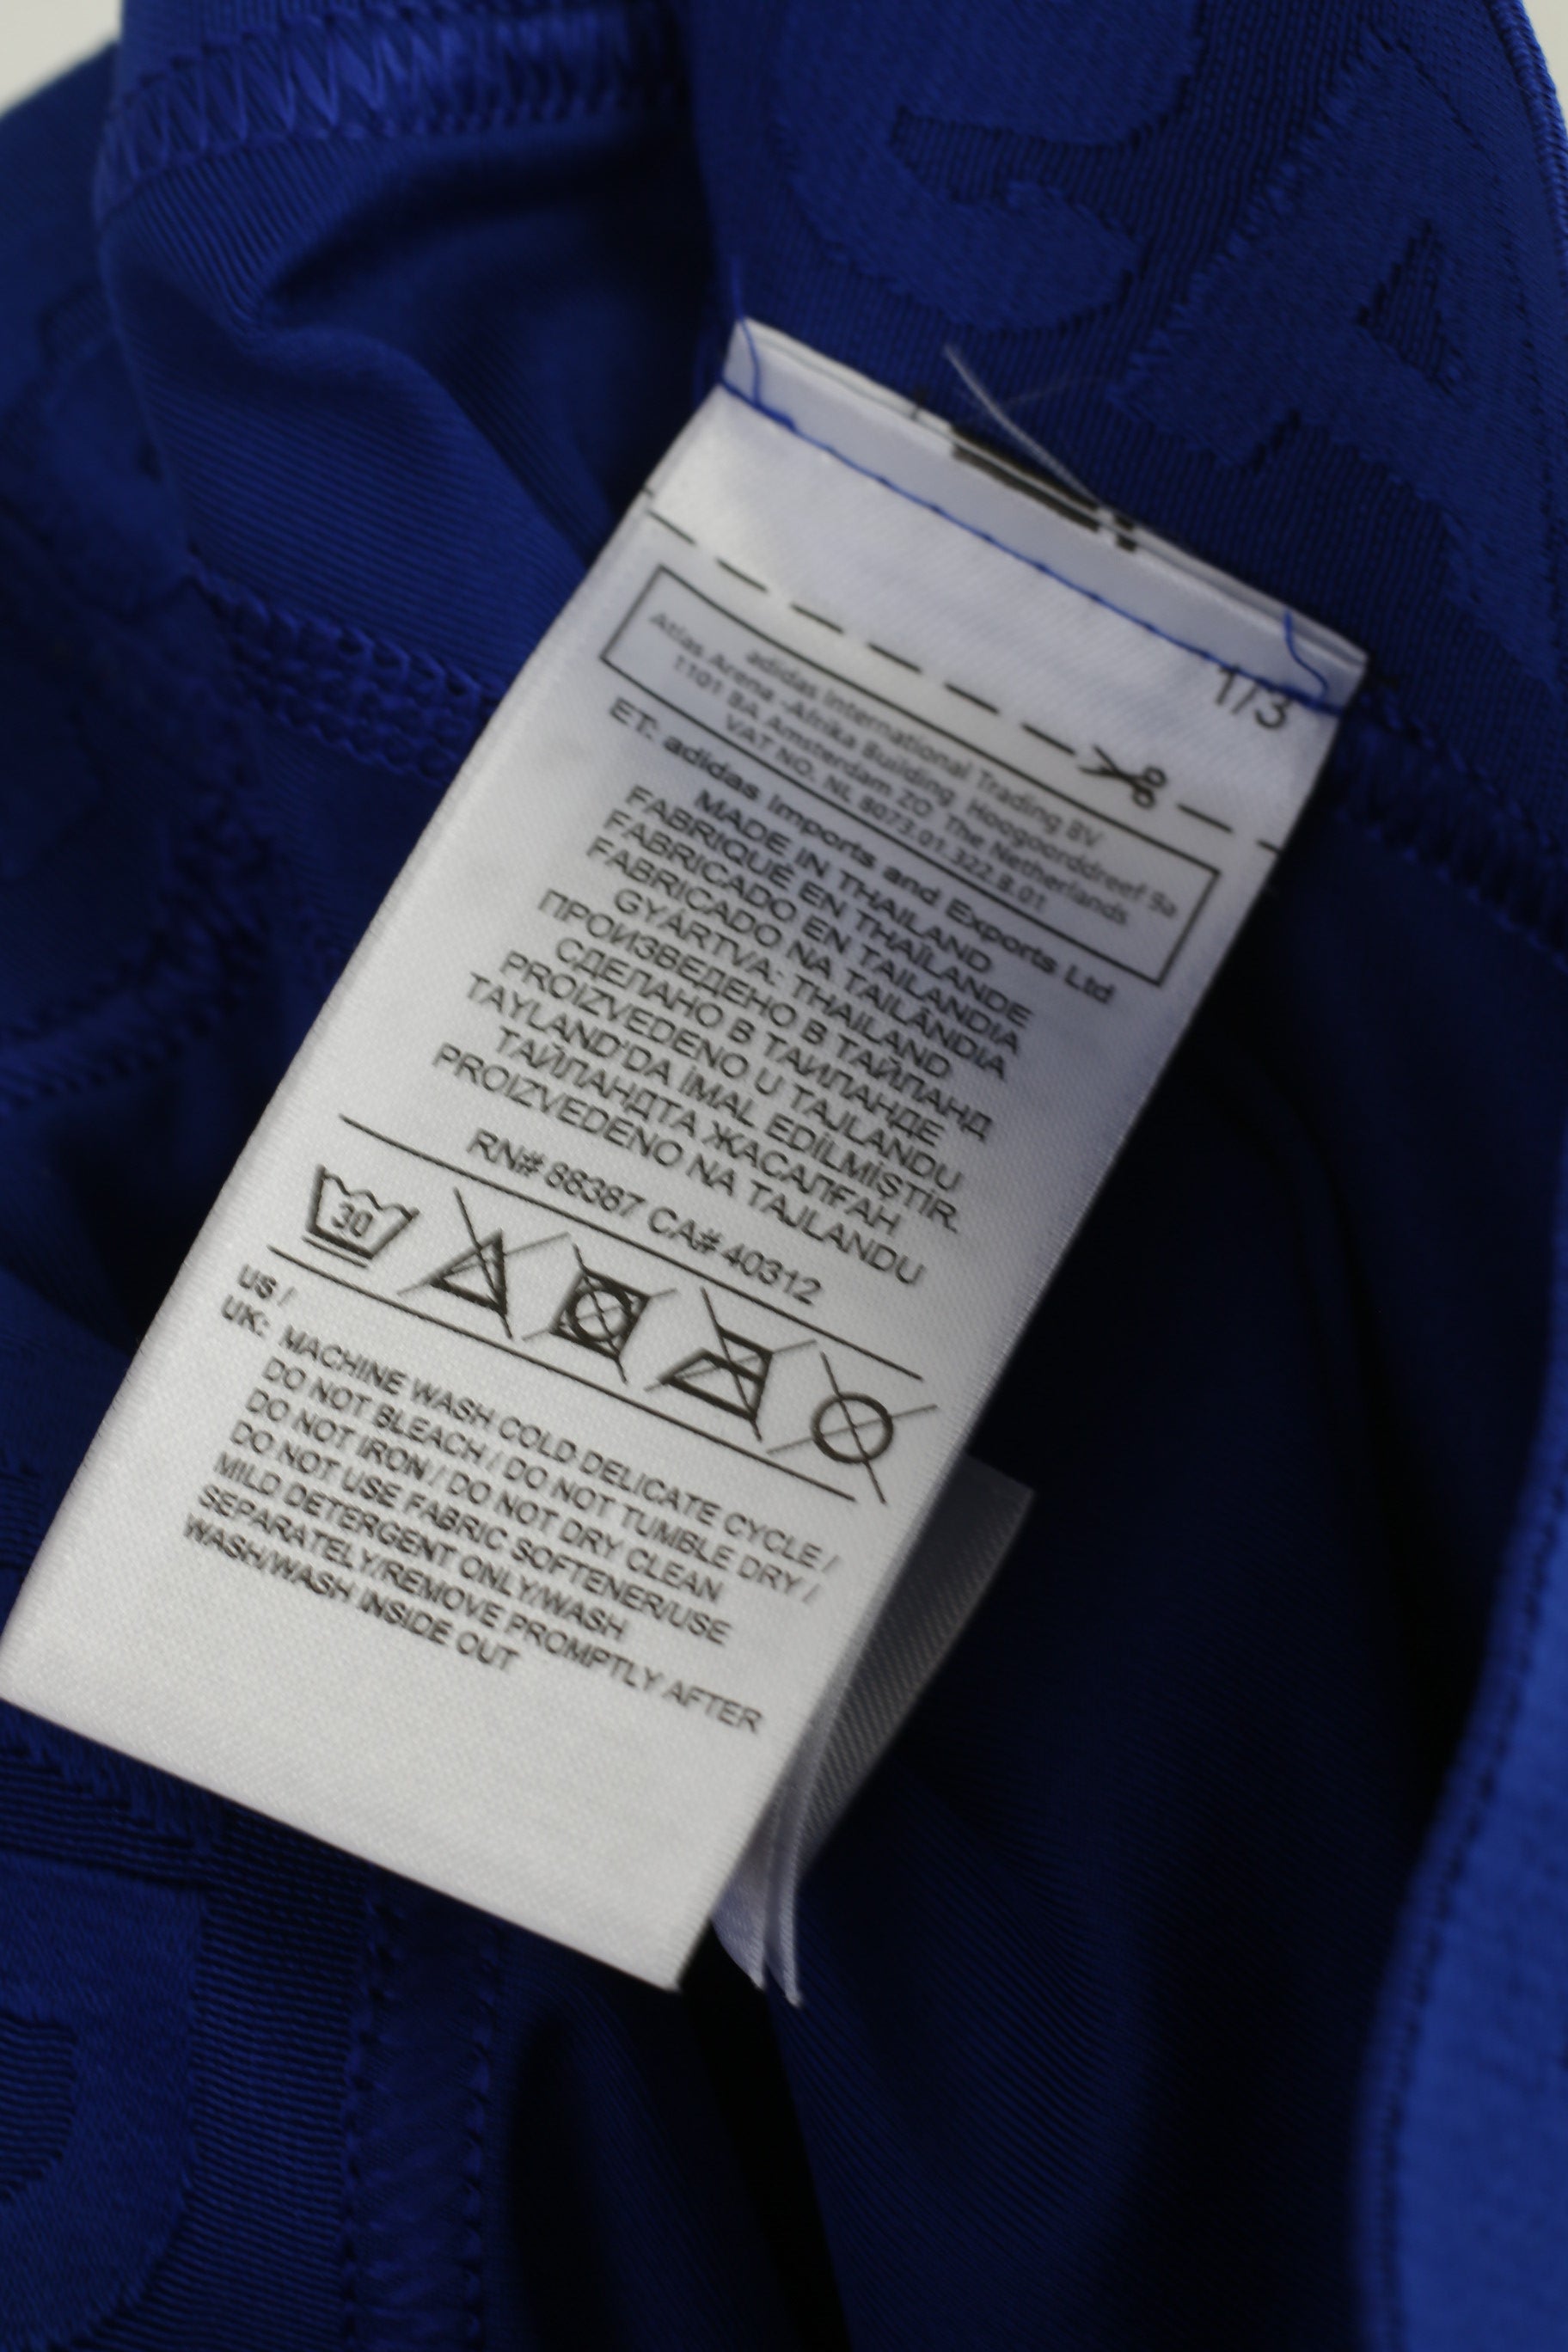 1/3
adidas International Trading BV
Atlas Arena -Afrika Building, Hoogoorddreef 9a
1101 BA Amsterdam ZO, The Netherlands
VAT NO. NL 8073.01.322.B.01
ET: adidas Imports and Exports Ltd
MADE IN THAILAND
FABRIQUÉ EN THAÏLANDE
FABRICADO EN TAILANDIA
FABRICADO NA TAILÂNDIA
GYÁRTVA: THAILAND
ПРОИЗВЕДЕНО В ТАЙЛАНД
СДЕЛАНО В ТАИЛАНДЕ
PROIZVEDENO U TAJLANDU
TAYLAND'DA İMAL EDİLMİŞTİR.
ТАЙЛАНДТА ЖАСАЛҒАН
PROIZVEDENO NA TAJLANDU
RN# 88387 CA# 40312
30
US /
UK: MACHINE WASH COLD DELICATE CYCLE /
DO NOT BLEACH / DO NOT TUMBLE DRY /
DO NOT IRON / DO NOT DRY CLEAN
DO NOT USE FABRIC SOFTENER/USE
MILD DETERGENT ONLY/WASH
SEPARATELY/REMOVE PROMPTLY AFTER
WASH/WASH INSIDE OUT